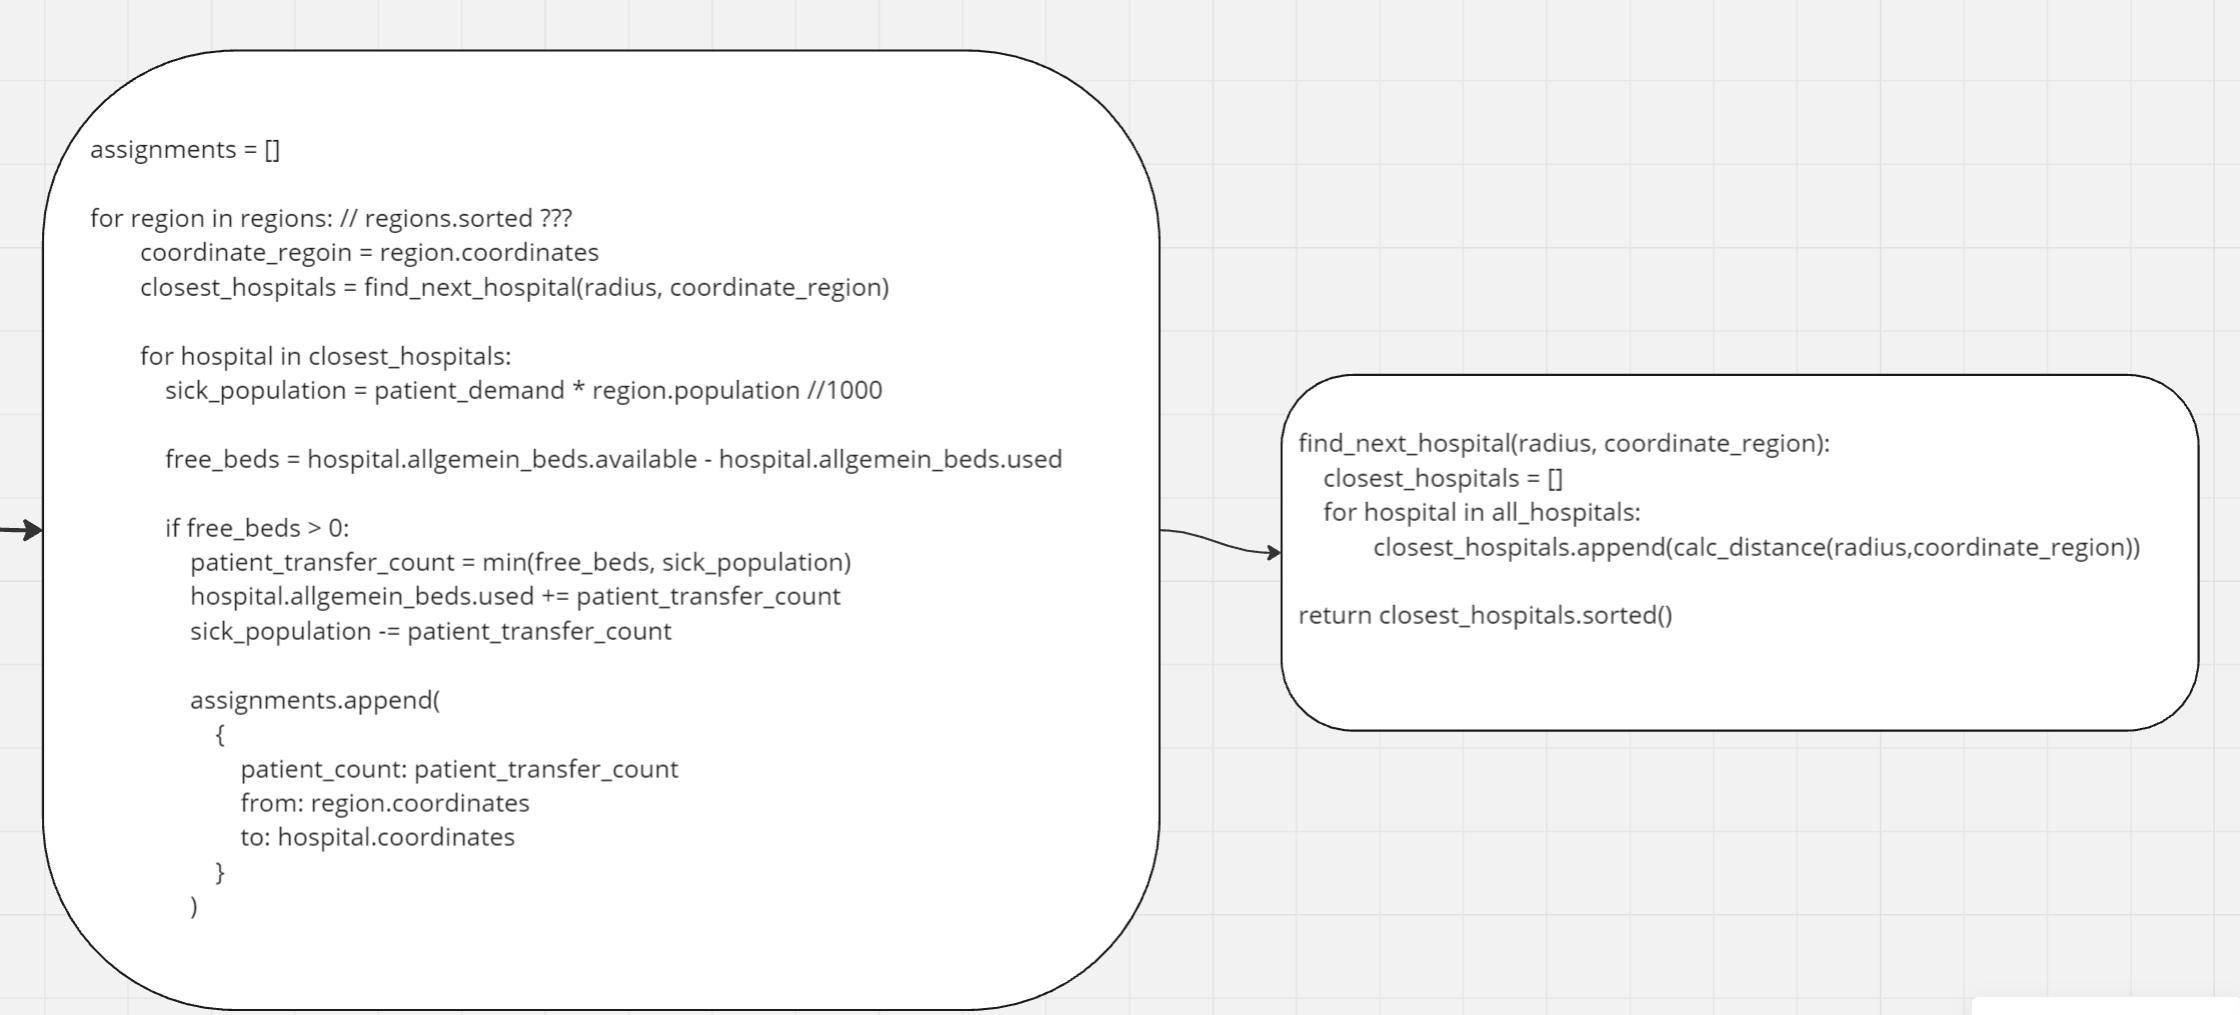 assignments = []
for region in regions: // regions.sorted ???
coordinate_regoin = region.coordinates
closest_hospitals = find_next_hospital(radius, coordinate_region)
for hospital in closest_hospitals:
sick_population = patient_demand * region.population //1000
free_beds = hospital.allgemein_beds.available - hospital.allgemein_beds.used
if free_beds > 0:
patient_transfer_count = min(free_beds, sick_population)
hospital.allgemein_beds.used += patient_transfer_count
sick_population -= patient_transfer_count
assignments.append(
{
patient_count: patient_transfer_count
from: region.coordinates
to: hospital.coordinates
}
)
find_next_hospital(radius, coordinate_region):
closest_hospitals = []
for hospital in all_hospitals:
closest_hospitals.append(calc_distance(radius,coordinate_region))
return closest_hospitals.sorted()